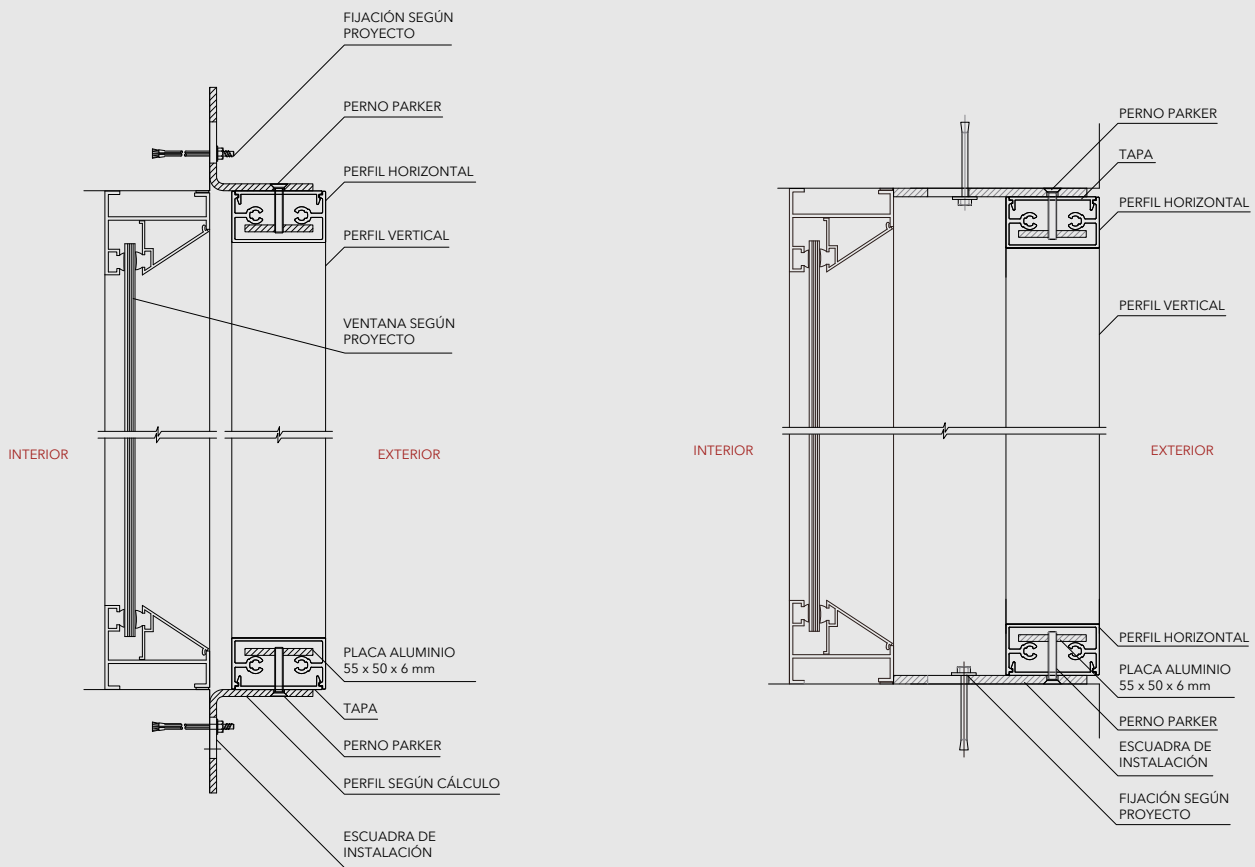 FIJACIÓN SEGÚN
PROYECTO
PERNO PARKER
PERFIL HORIZONTAL
PERFIL VERTICAL
VENTANA SEGÚN
PROYECTO
INTERIOR
EXTERIOR
PLACA ALUMINIO
55 x 50 x 6 mm
TAPA
PERNO PARKER
PERFIL SEGÚN CÁLCULO
ESCUADRA DE
INSTALACIÓN
PERNO PARKER
TAPA
PERFIL HORIZONTAL
PERFIL VERTICAL
INTERIOR
EXTERIOR
PERFIL HORIZONTAL
PLACA ALUMINIO
55 x 50 x 6 mm
PERNO PARKER
ESCUADRA DE
INSTALACIÓN
FIJACIÓN SEGÚN
PROYECTO